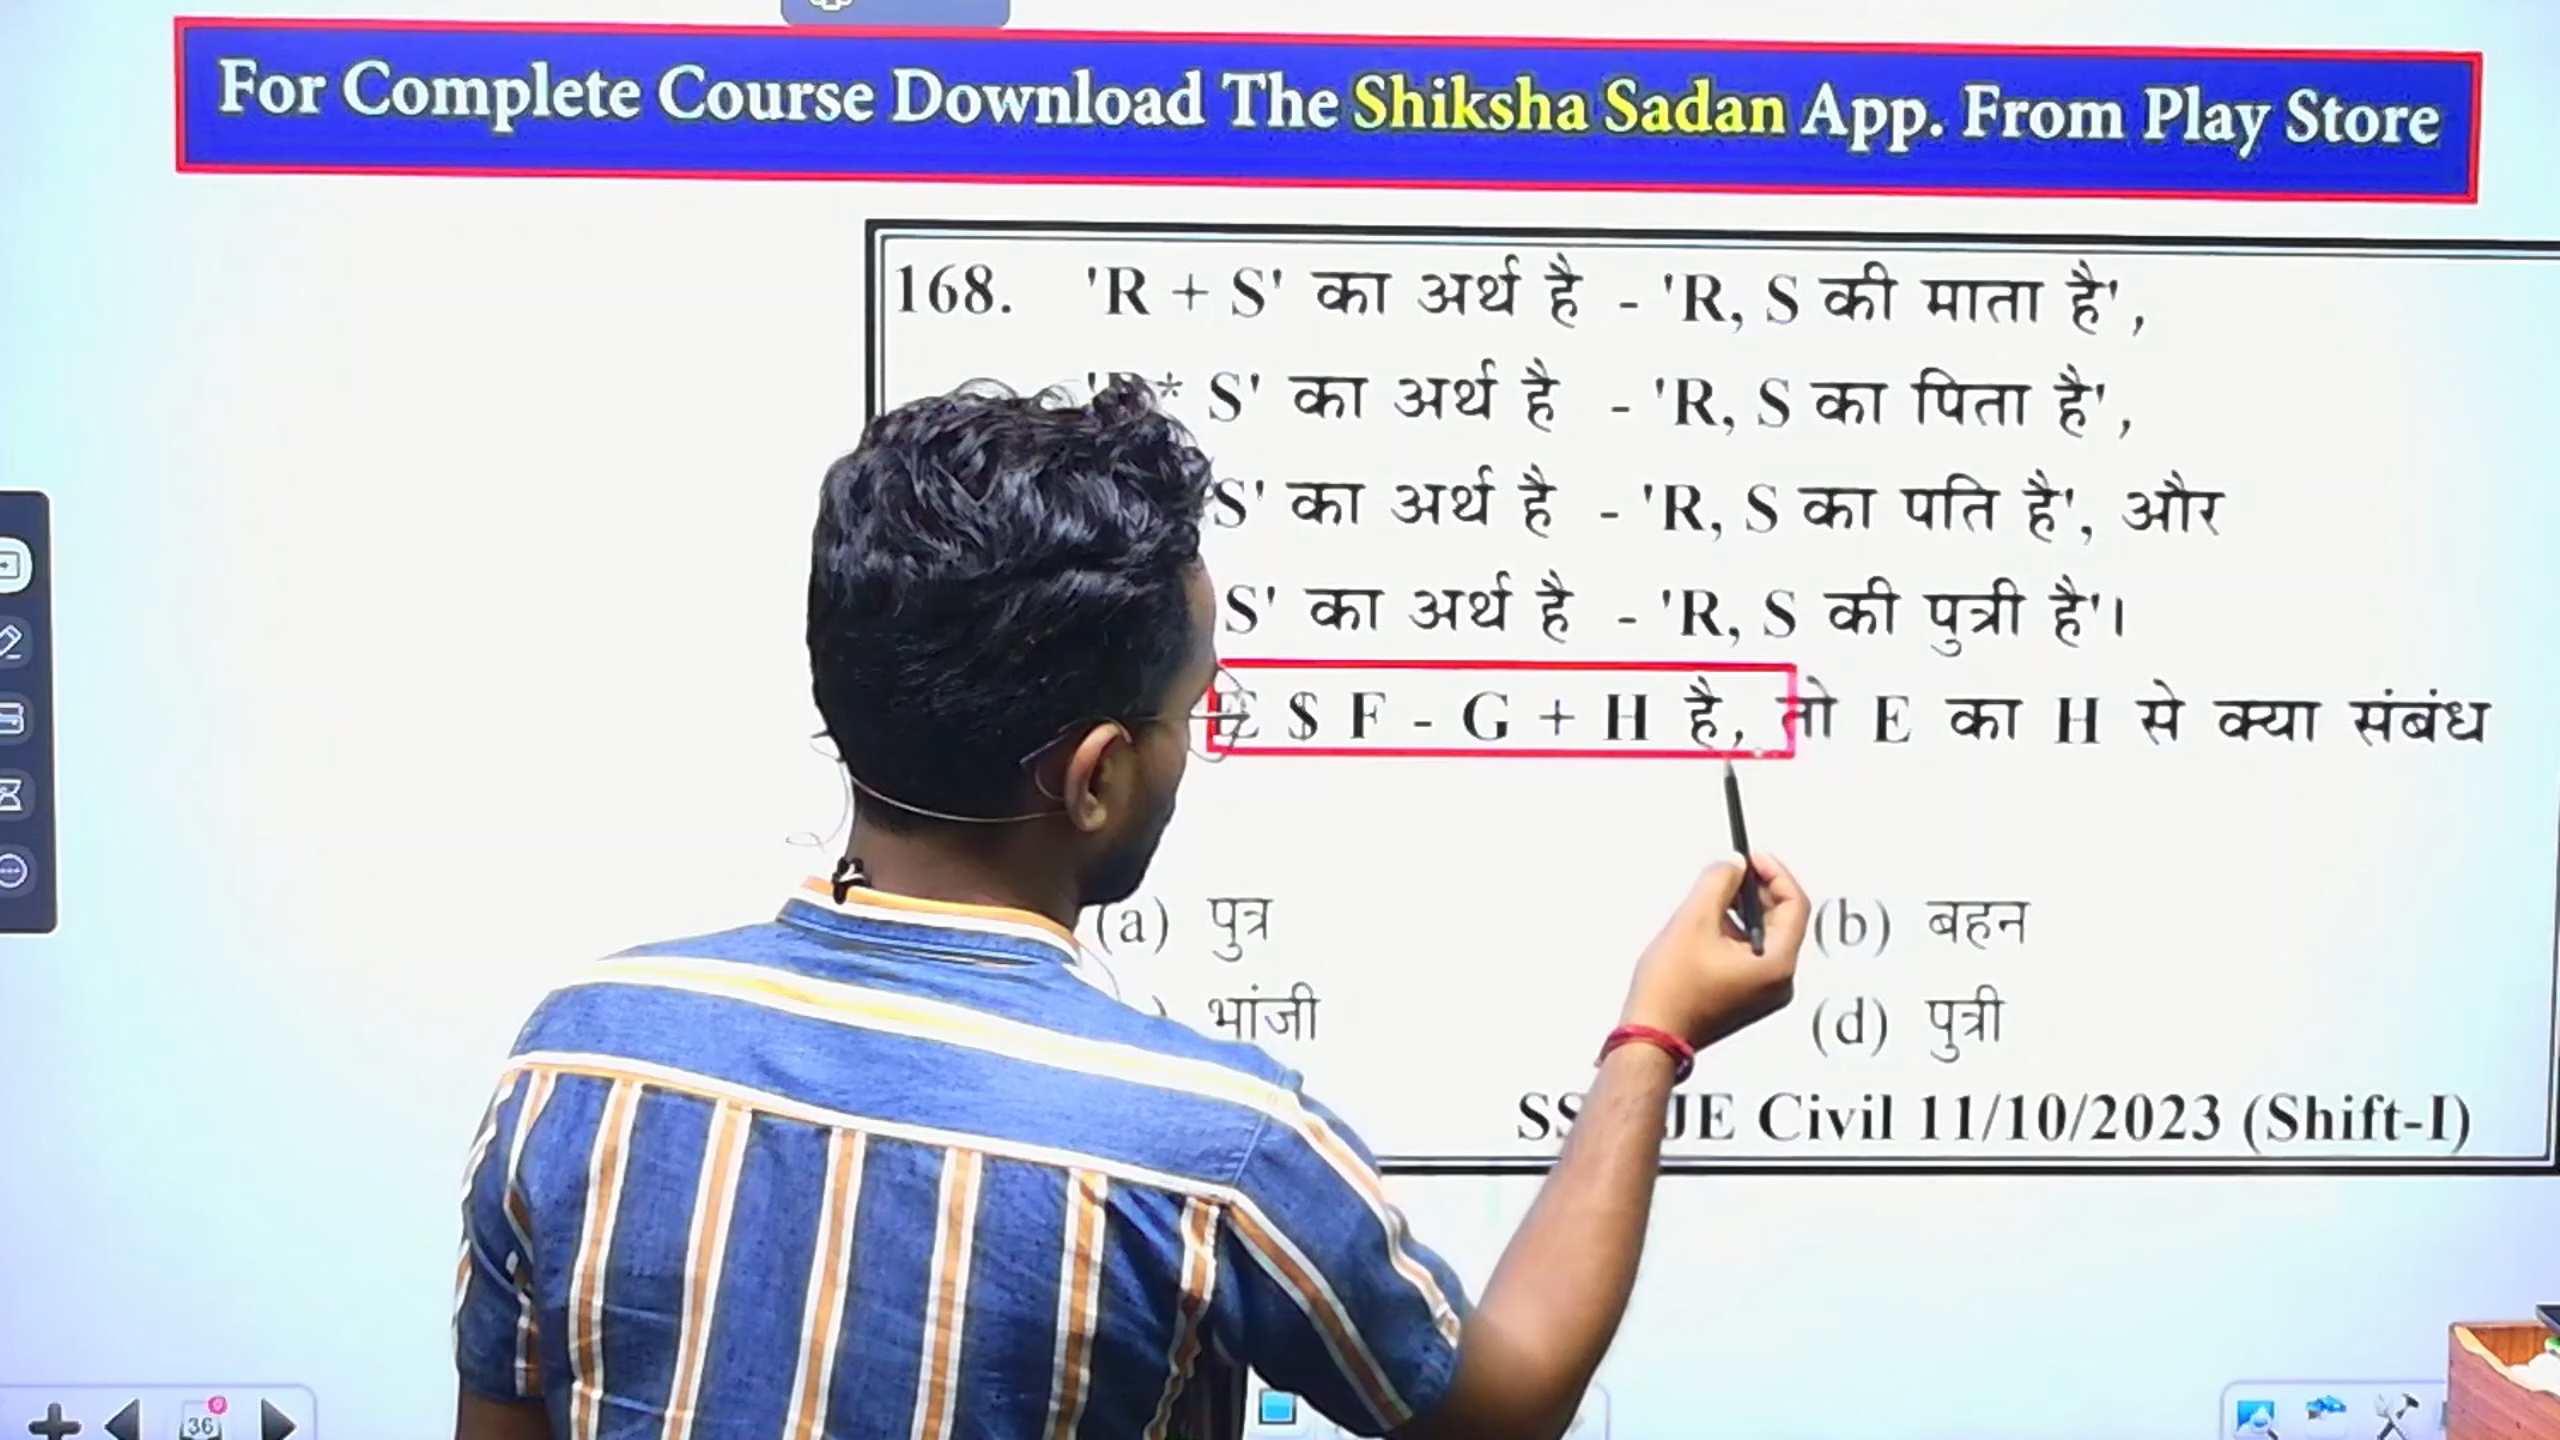 For Complete Course Download The Shiksha Sadan App. From Play Store
168. 'R + S' का अर्थ है - 'R, S की माता है',
* S' का अर्थ है - 'R, S का पिता है',
S' का अर्थ है - 'R, S का पति है', और
S' का अर्थ है - 'R, S की पुत्री है'।
E $ F - G + H है, तो E का H से क्या संबंध
(a) पुत्र (b) बहन
) भांजी (d) पुत्री
JE Civil 11/10/2023 (Shift-I)
36